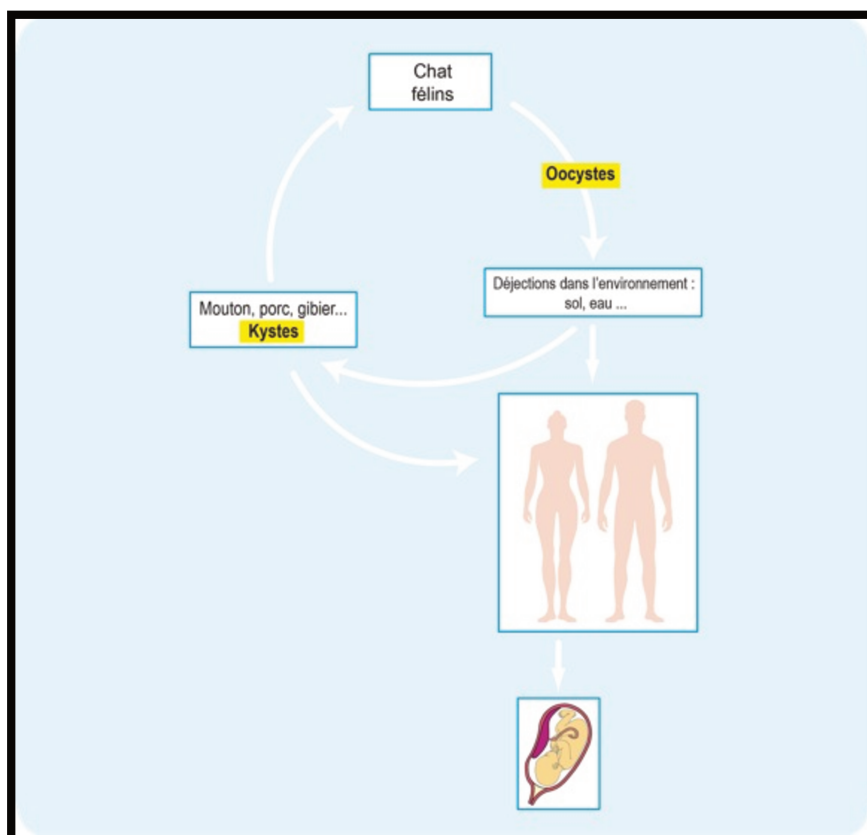 Chat
félins
Oocystes
Déjections dans l'environnement :
sol, eau ...
Mouton, porc, gibier...
Kystes